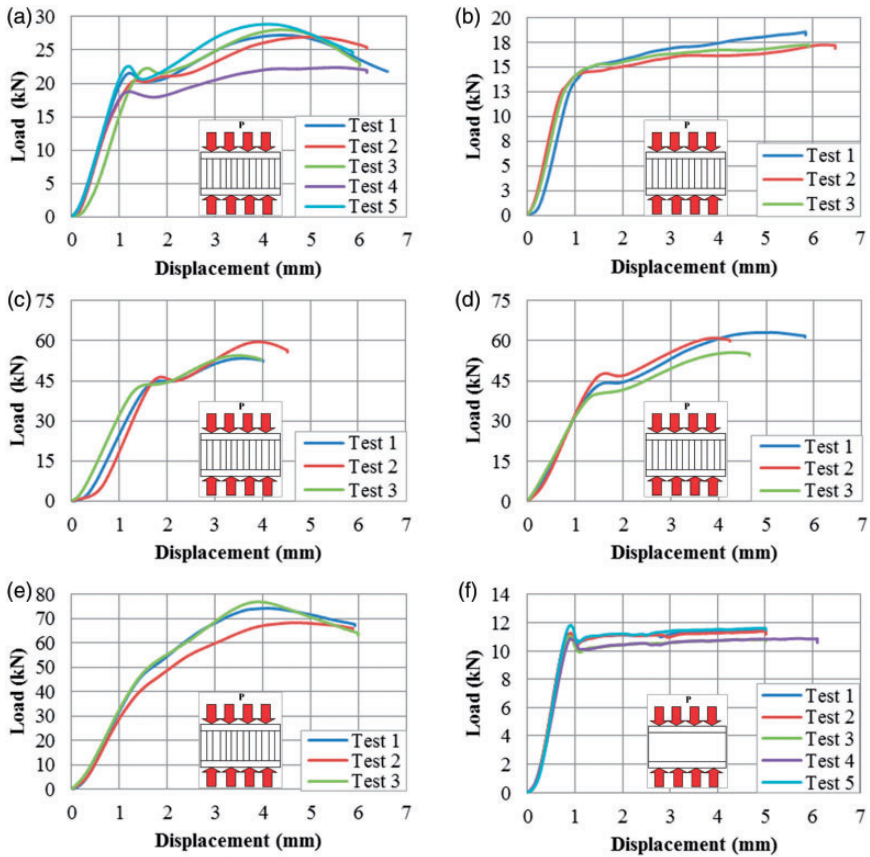 (a)
30
25
20
15
10
5
0
Load (kN)
P
Test 1
Test 2
Test 3
Test 4
Test 5
0 1 2 3 4 5 6 7
Displacement (mm)
(b)
20
18
15
13
10
8
5
3
0
Load (kN)
P
Test 1
Test 2
Test 3
0 1 2 3 4 5 6 7
Displacement (mm)
(c)
75
60
45
30
15
0
Load (kN)
P
Test 1
Test 2
Test 3
0 1 2 3 4 5 6 7
Displacement (mm)
(d)
75
60
45
30
15
0
Load (kN)
P
Test 1
Test 2
Test 3
0 1 2 3 4 5 6 7
Displacement (mm)
(e)
80
70
60
50
40
30
20
10
0
Load (kN)
P
Test 1
Test 2
Test 3
0 1 2 3 4 5 6 7
Displacement (mm)
(f)
14
12
10
8
6
4
2
0
Load (kN)
P
Test 1
Test 2
Test 3
Test 4
Test 5
0 1 2 3 4 5 6 7
Displacement (mm)